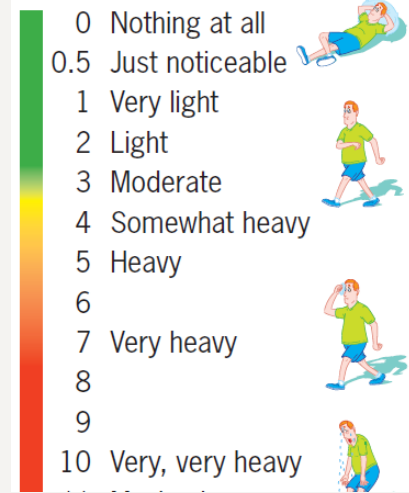 0 Nothing at all
0.5 Just noticeable
1 Very light
2 Light
3 Moderate
4 Somewhat heavy
5 Heavy
6
7 Very heavy
8
9
10 Very, very heavy